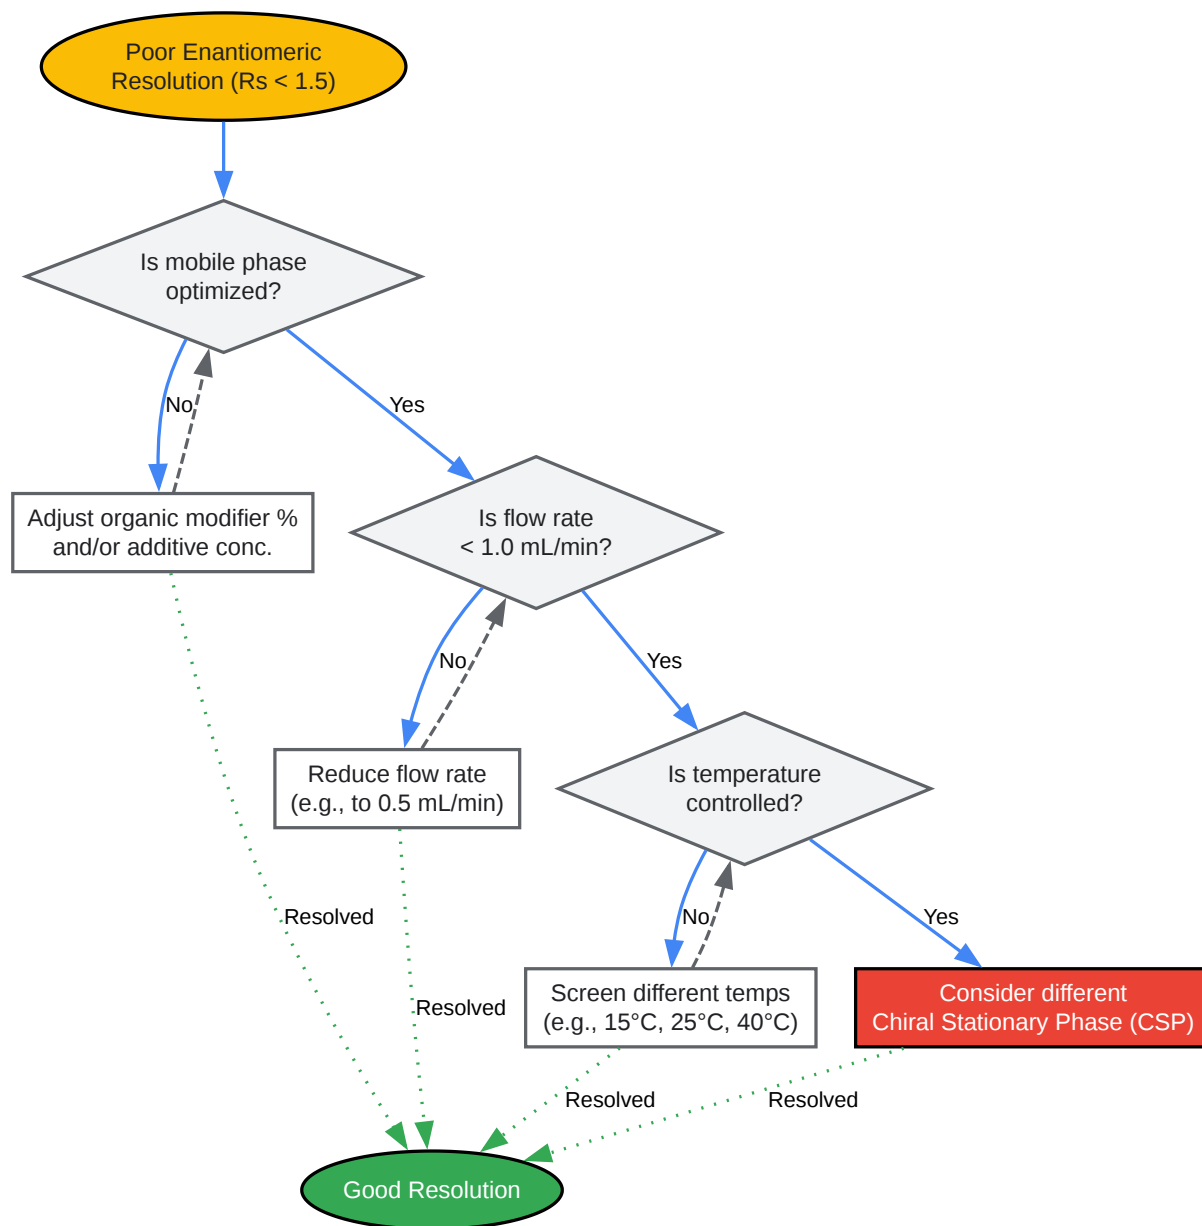 Poor Enantiomeric
Resolution (Rs < 1.5)
Is mobile phase
optimized?
No
Yes
Adjust organic modifier %
and/or additive conc.
Is flow rate
< 1.0 mL/min?
No
Yes
Reduce flow rate
(e.g., to 0.5 mL/min)
Is temperature
controlled?
Resolved
No
Yes
Screen different temps
(e.g., 15°C, 25°C, 40°C)
Consider different
Chiral Stationary Phase (CSP)
Resolved
Resolved
Resolved
Good Resolution